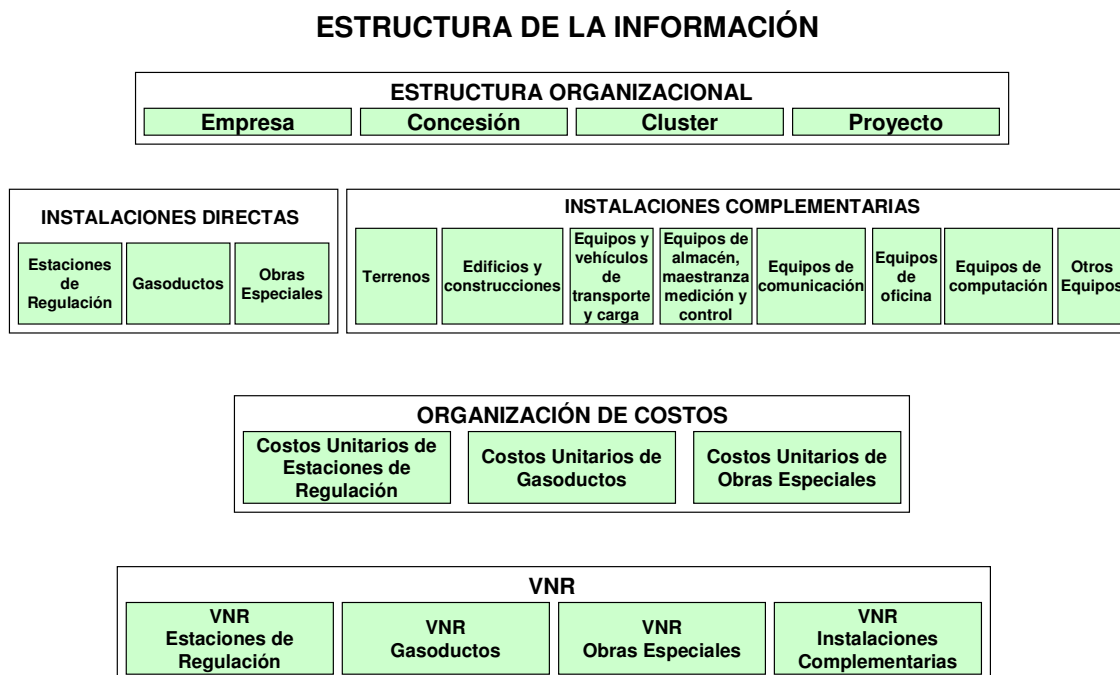 ESTRUCTURA DE LA INFORMACIÓN
ESTRUCTURA ORGANIZACIONAL
Empresa
Concesión
Cluster
Proyecto
INSTALACIONES DIRECTAS
Estaciones
de
Regulación
Gasoductos
Obras
Especiales
INSTALACIONES COMPLEMENTARIAS
Terrenos
Edificios y
construcciones
Equipos y
vehículos
de
transporte
y carga
Equipos de
almacén,
maestranza
medición y
control
Equipos de
comunicación
Equipos
de
oficina
Equipos de
computación
Otros
Equipos
ORGANIZACIÓN DE COSTOS
Costos Unitarios de
Estaciones de
Regulación
Costos Unitarios de
Gasoductos
Costos Unitarios de
Obras Especiales
VNR
VNR
Estaciones de
Regulación
VNR
Gasoductos
VNR
Obras Especiales
VNR
Instalaciones
Complementarias